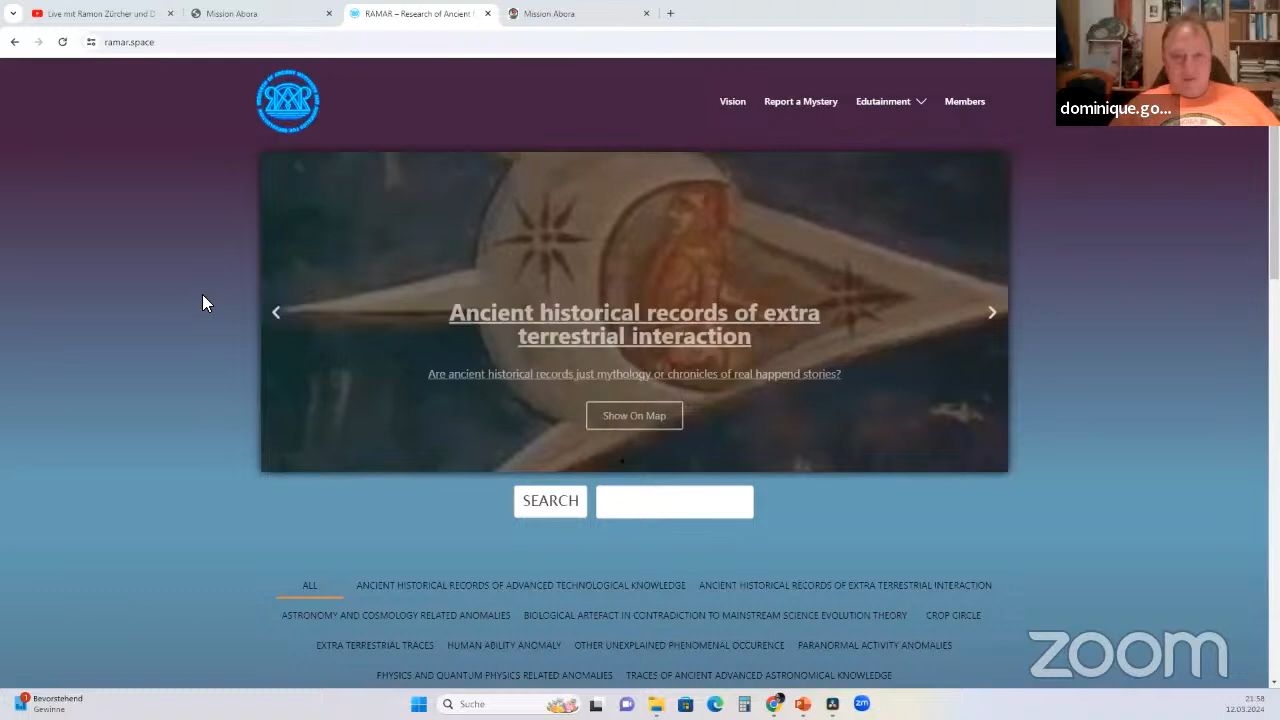 Live mit Ramon Zürcher und D
Mission Abora
RAMAR – Research of Ancient
Mission Abora
ramar.space
dominique.go...
Vision
Report a Mystery
Edutainment
Members
Ancient historical records of extra
terrestrial interaction
Are ancient historical records just mythology or chronicles of real happend stories?
Show On Map
SEARCH
ALL
ANCIENT HISTORICAL RECORDS OF ADVANCED TECHNOLOGICAL KNOWLEDGE
ANCIENT HISTORICAL RECORDS OF EXTRA TERRESTRIAL INTERACTION
ASTRONOMY AND COSMOLOGY RELATED ANOMALIES
BIOLOGICAL ARTEFACT IN CONTRADICTION TO MAINSTREAM SCIENCE EVOLUTION THEORY
CROP CIRCLE
EXTRA TERRESTRIAL TRACES
HUMAN ABILITY ANOMALY
OTHER UNEXPLAINED PHENOMENAL OCCURENCE
PARANORMAL ACTIVITY ANOMALIES
PHYSICS AND QUANTUM PHYSICS RELATED ANOMALIES
TRACES OF ANCIENT ADVANCED ASTRONOMICAL KNOWLEDGE
zoom
1
Bevorstehend
Gewinne
Suche
zm
21:58
12.03.2024